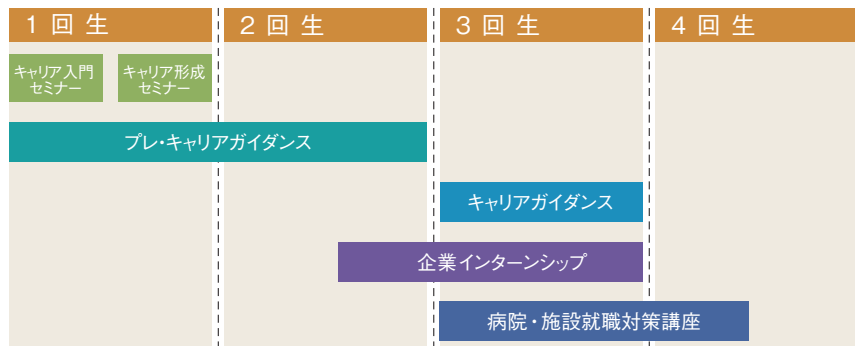 1回生
2回生
3回生
4回生
キャリア入門
セミナー
キャリア形成
セミナー
プレ・キャリアガイダンス
キャリアガイダンス
企業インターンシップ
病院・施設就職対策講座